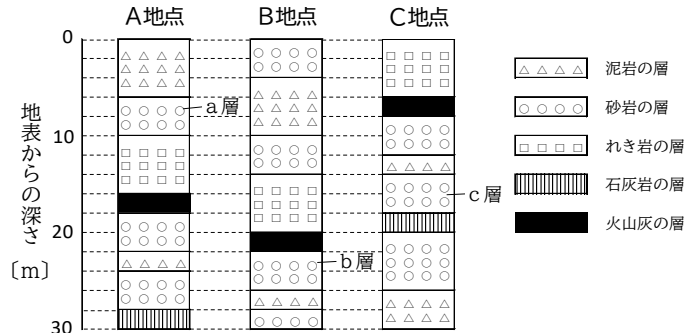 A地点 B地点 C地点
0
10
20
30
地表からの深さ
〔m〕
a層
b層
c層
泥岩の層
砂岩の層
れき岩の層
石灰岩の層
火山灰の層